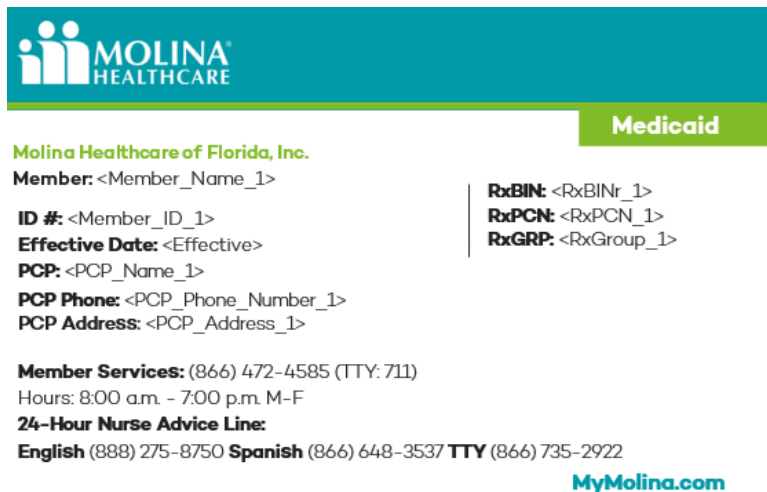 MOLINA
HEALTHCARE
Medicaid
Molina Healthcare of Florida, Inc.
Member: <Member_Name_1>
ID #: <Member_ID_1>
Effective Date: <Effective>
PCP: <PCP_Name_1>
PCP Phone: <PCP_Phone_Number_1>
PCP Address: <PCP_Address_1>
RxBIN: <RxBINr_1>
RxPCN: <RxPCN_1>
RxGRP: <RxGroup_1>
Member Services: (866) 472-4585 (TTY: 711)
Hours: 8:00 a.m. - 7:00 p.m. M-F
24-Hour Nurse Advice Line:
English (888) 275-8750 Spanish (866) 648-3537 TTY (866) 735-2922
MyMolina.com